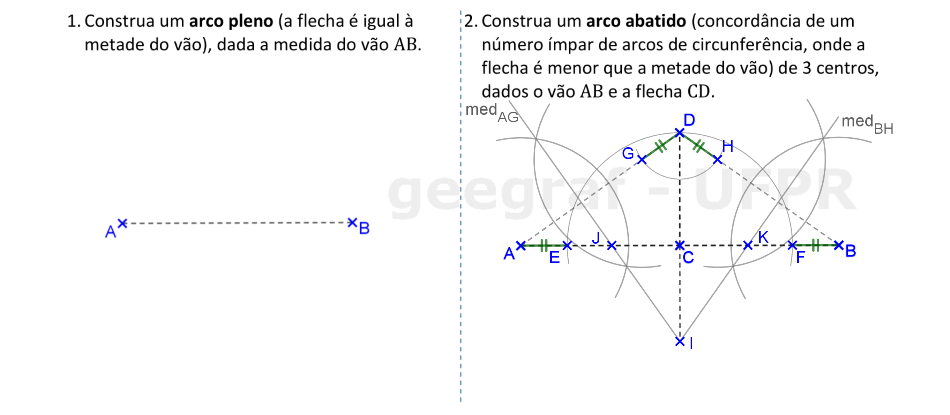 1. Construa um arco pleno (a flecha é igual à
metade do vão), dada a medida do vão AB.
A
B
2. Construa um arco abatido (concordância de um
número ímpar de arcos de circunferência, onde a
flecha é menor que a metade do vão) de 3 centros,
dados o vão AB e a flecha CD.
med AG
D
med BH
G
H
geegraf - UFPR
A
E
J
C
K
F
B
I